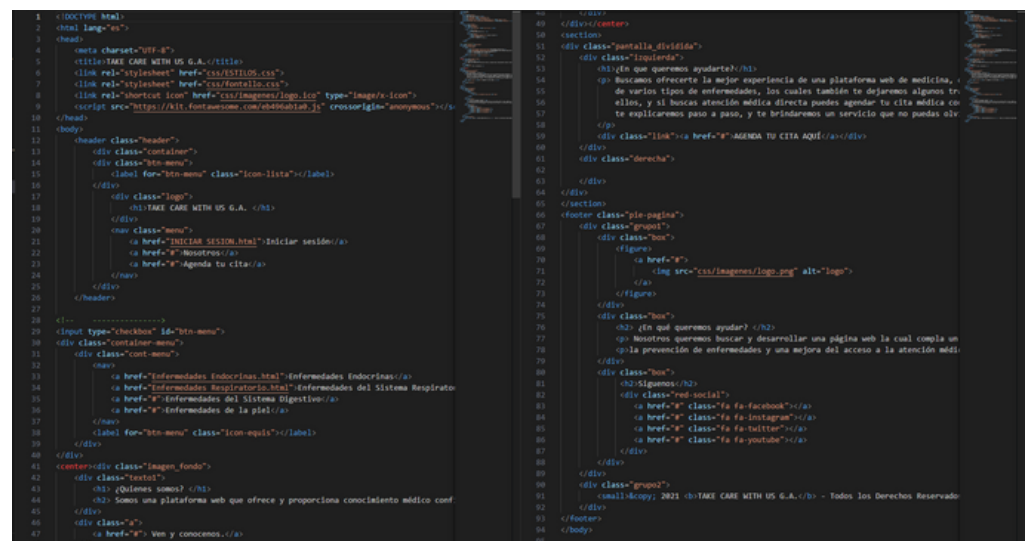 1 <!DOCTYPE html>
2 <html lang="es">
3 <head>
4 <meta charset="UTF-8">
5 <title>TAKE CARE WITH US G.A.</title>
6 <link rel="stylesheet" href="css/ESTILOS.css">
7 <link rel="stylesheet" href="css/fontello.css">
8 <link rel="shortcut icon" href="css/imagenes/logo.ico" type="image/x-icon">
9 <script src="https://kit.fontawesome.com/eb496ab1a0.js" crossorigin="anonymous"></s
10 </head>
11 <body>
12 <header class="header">
13 <div class="container">
14 <div class="btn-menu">
15 <label for="btn-menu" class="icon-lista"></label>
16 </div>
17 <div class="logo">
18 <h1>TAKE CARE WITH US G.A. </h1>
19 </div>
20 <nav class="menu">
21 <a href="INICIAR SESION.html">Iniciar sesión</a>
22 <a href="#">Nosotros</a>
23 <a href="#">Agenda tu cita</a>
24 </nav>
25 </div>
26 </header>
27
28 <!-- --------------->
29 <input type="checkbox" id="btn-menu">
30 <div class="container-menu">
31 <div class="cont-menu">
32 <nav>
33 <a href="Enfermedades Endocrinas.html">Enfermedades Endocrinas</a>
34 <a href="Enfermedades Respiratorio.html">Enfermedades del Sistema Respirato
35 <a href="#">Enfermedades del Sistema Digestivo</a>
36 <a href="#">Enfermedades de la piel</a>
37 </nav>
38 <label for="btn-menu" class="icon-equis"></label>
39 </div>
40 </div>
41 <center><div class="imagen_fondo">
42 <div class="texto1">
43 <h1> ¿Quienes somos? </h1>
44 <h2> Somos una plataforma web que ofrece y proporciona conocimiento médico conf
45 </div>
46 <div class="a">
47 <a href="#"> Ven y conocenos.</a>
48 </div>
49 </div></center>
50 <section>
51 <div class="pantalla_dividida">
52 <div class="izquierda">
53 <h1>¿En que queremos ayudarte?</h1>
54 <p> Buscamos ofrecerte la mejor experiencia de una plataforma web de medicina,
55 de varios tipos de enfermedades, los cuales también te dejaremos algunos tr
56 ellos, y si buscas atención médica directa puedes agendar tu cita médica co
57 te explicaremos paso a paso, y te brindaremos un servicio que no puedas olv
58 </p>
59 <div class="link"><a href="#">AGENDA TU CITA AQUÍ</a></div>
60 </div>
61 <div class="derecha">
62
63 </div>
64 </div>
65 </section>
66 <footer class="pie-pagina">
67 <div class="grupo1">
68 <div class="box">
69 <figure>
70 <a href="#">
71 <img src="css/imagenes/logo.png" alt="logo">
72 </a>
73 </figure>
74 </div>
75 <div class="box">
76 <h2> ¿En qué queremos ayudar? </h2>
77 <p> Nosotros queremos buscar y desarrollar una página web la cual compla un
78 <p>la prevención de enfermedades y una mejora del acceso a la atención médi
79 </div>
80 <div class="box">
81 <h2>Siguenos</h2>
82 <div class="red-social">
83 <a href="#" class="fa fa-facebook"></a>
84 <a href="#" class="fa fa-instagram"></a>
85 <a href="#" class="fa fa-twitter"></a>
86 <a href="#" class="fa fa-youtube"></a>
87 </div>
88 </div>
89 </div>
90 <div class="grupo2">
91 <small>&copy; 2021 <b>TAKE CARE WITH US G.A.</b> - Todos los Derechos Reservado
92 </div>
93 </footer>
94 </body>